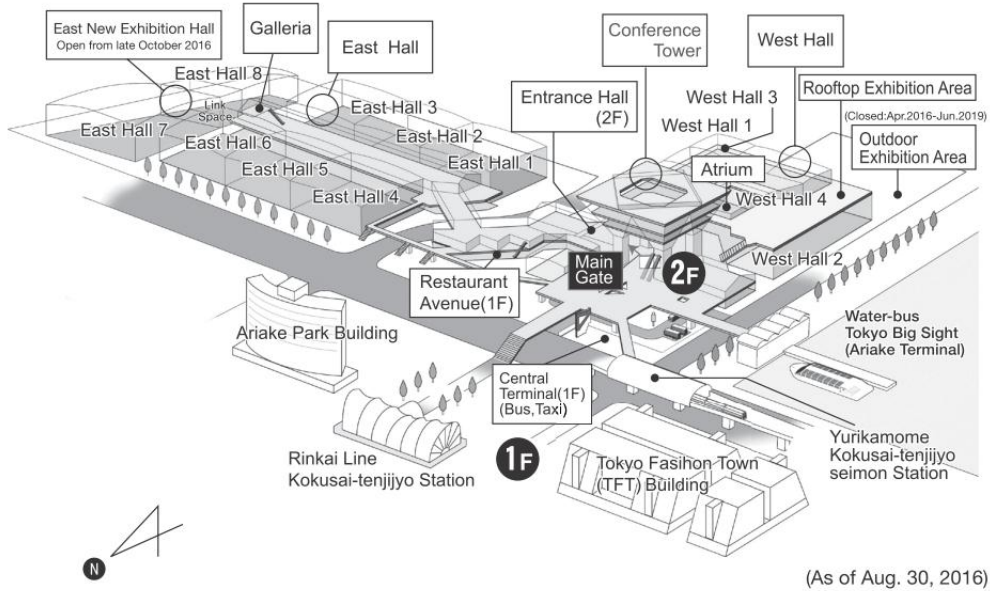 East New Exhibition Hall
Open from late October 2016
Galleria
East Hall
Conference
Tower
West Hall
East Hall 8
Link
Space
East Hall 3
Entrance Hall
(2F)
West Hall 3
Rooftop Exhibition Area
(Closed:Apr.2016-Jun.2019)
East Hall 7
East Hall 6
East Hall 2
West Hall 1
Outdoor
Exhibition Area
East Hall 5
East Hall 1
Atrium
East Hall 4
West Hall 4
Main
Gate
2F
West Hall 2
Restaurant
Avenue(1F)
Ariake Park Building
Water-bus
Tokyo Big Sight
(Ariake Terminal)
Central
Terminal(1F)
(Bus,Taxi)
Rinkai Line
Kokusai-tenjijyo Station
1F
Tokyo Fasihon Town
(TFT) Building
Yurikamome
Kokusai-tenjijyo
seimon Station
N
(As of Aug. 30, 2016)